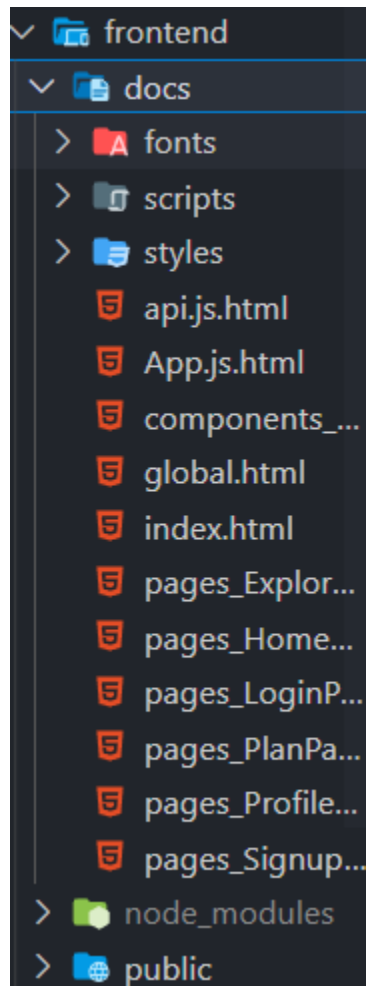 frontend
docs
fonts
scripts
styles
api.js.html
App.js.html
components_...
global.html
index.html
pages_Explor...
pages_Home...
pages_LoginP...
pages_PlanPa...
pages_Profile...
pages_Signup...
node_modules
public